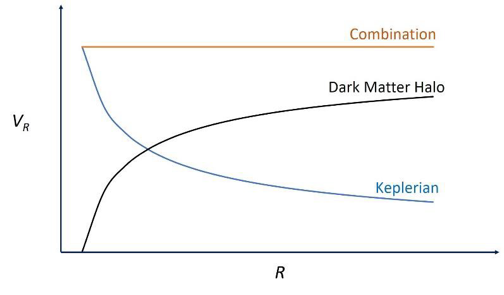 Combination
Dark Matter Halo
V_R
Keplerian
R